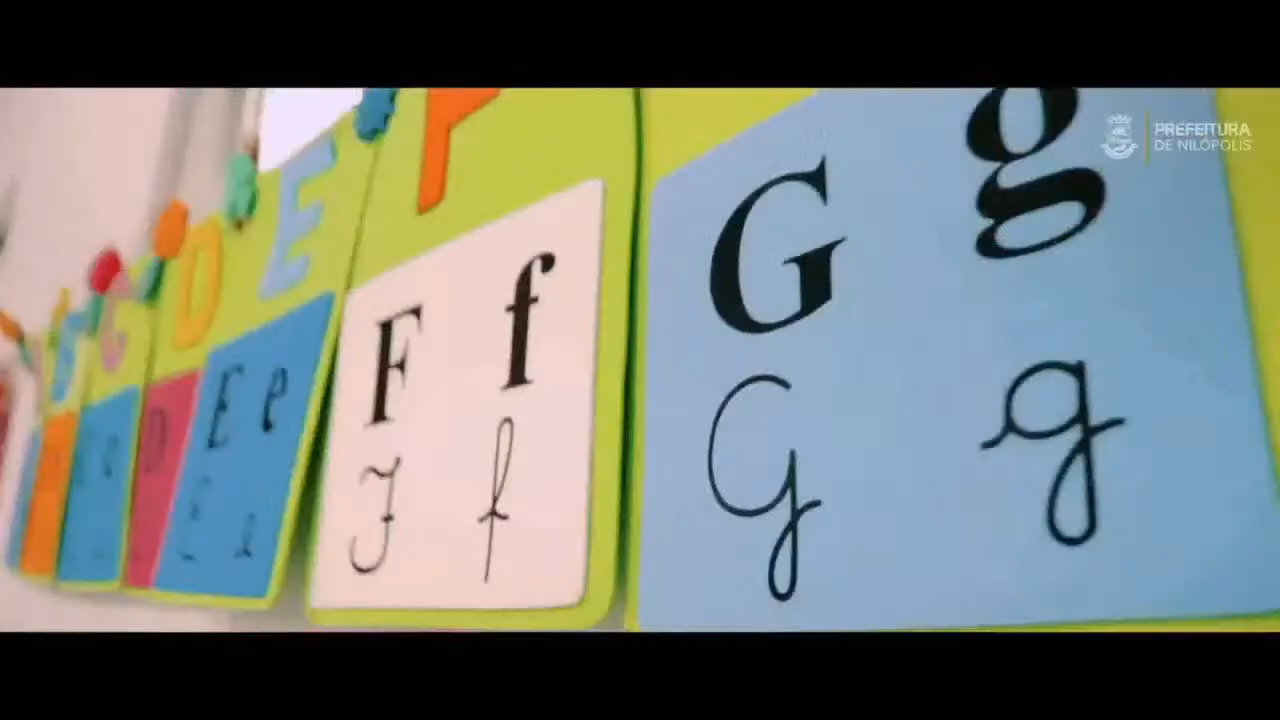 PREFEITURA
DE NILÓPOLIS
D
E
F
D
E e
E
F f
F f
G g
G g